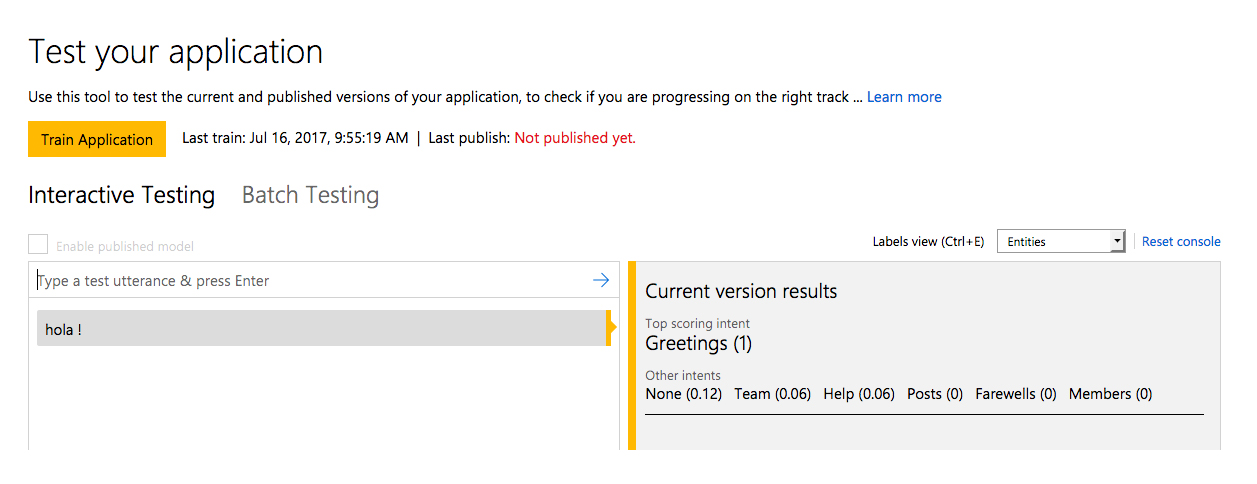 Test your application
Use this tool to test the current and published versions of your application, to check if you are progressing on the right track ... Learn more
Train Application Last train: Jul 16, 2017, 9:55:19 AM | Last publish: Not published yet.
Interactive Testing Batch Testing
Enable published model Labels view (Ctrl+E) Entities Reset console
Type a test utterance & press Enter
hola !
Current version results
Top scoring intent
Greetings (1)
Other intents
None (0.12) Team (0.06) Help (0.06) Posts (0) Farewells (0) Members (0)